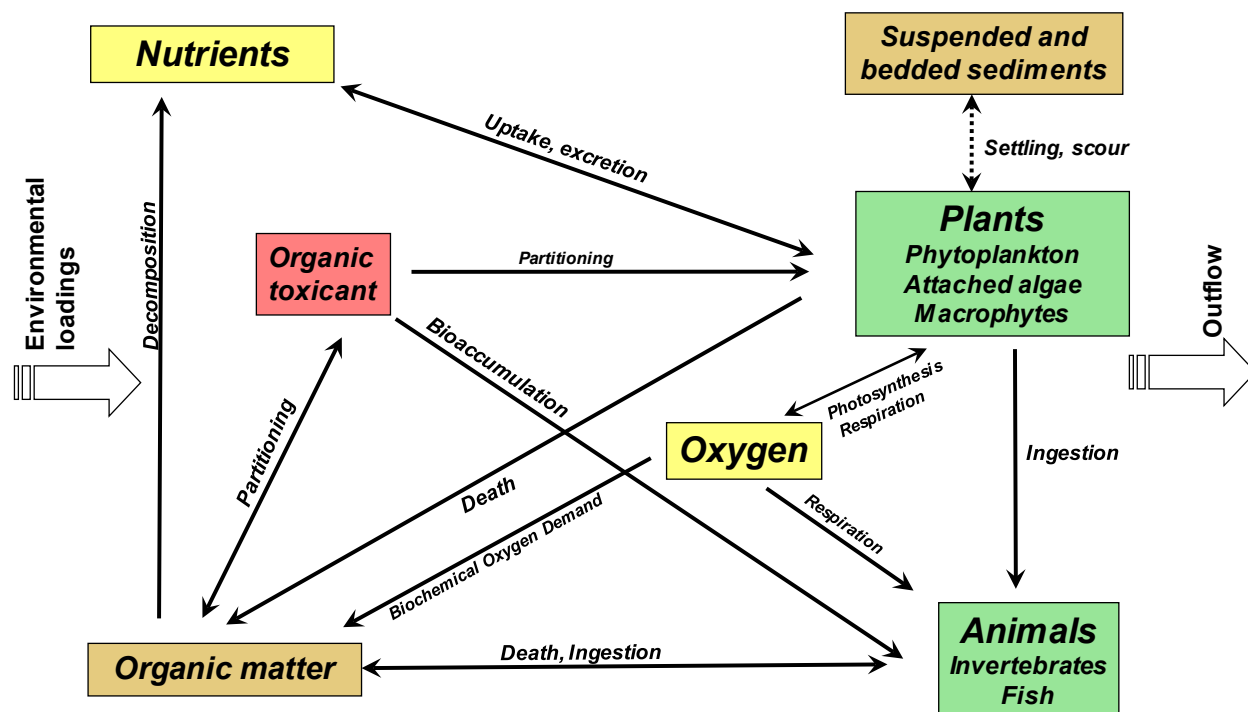 Nutrients
Suspended and
bedded sediments
Uptake, excretion
Settling, scour
Environmental
loadings
Decomposition
Organic
toxicant
Partitioning
Plants
Phytoplankton
Attached algae
Macrophytes
Outflow
Bioaccumulation
Partitioning
Photosynthesis
Respiration
Oxygen
Ingestion
Death
Biochemical Oxygen Demand
Respiration
Organic matter
Death, Ingestion
Animals
Invertebrates
Fish